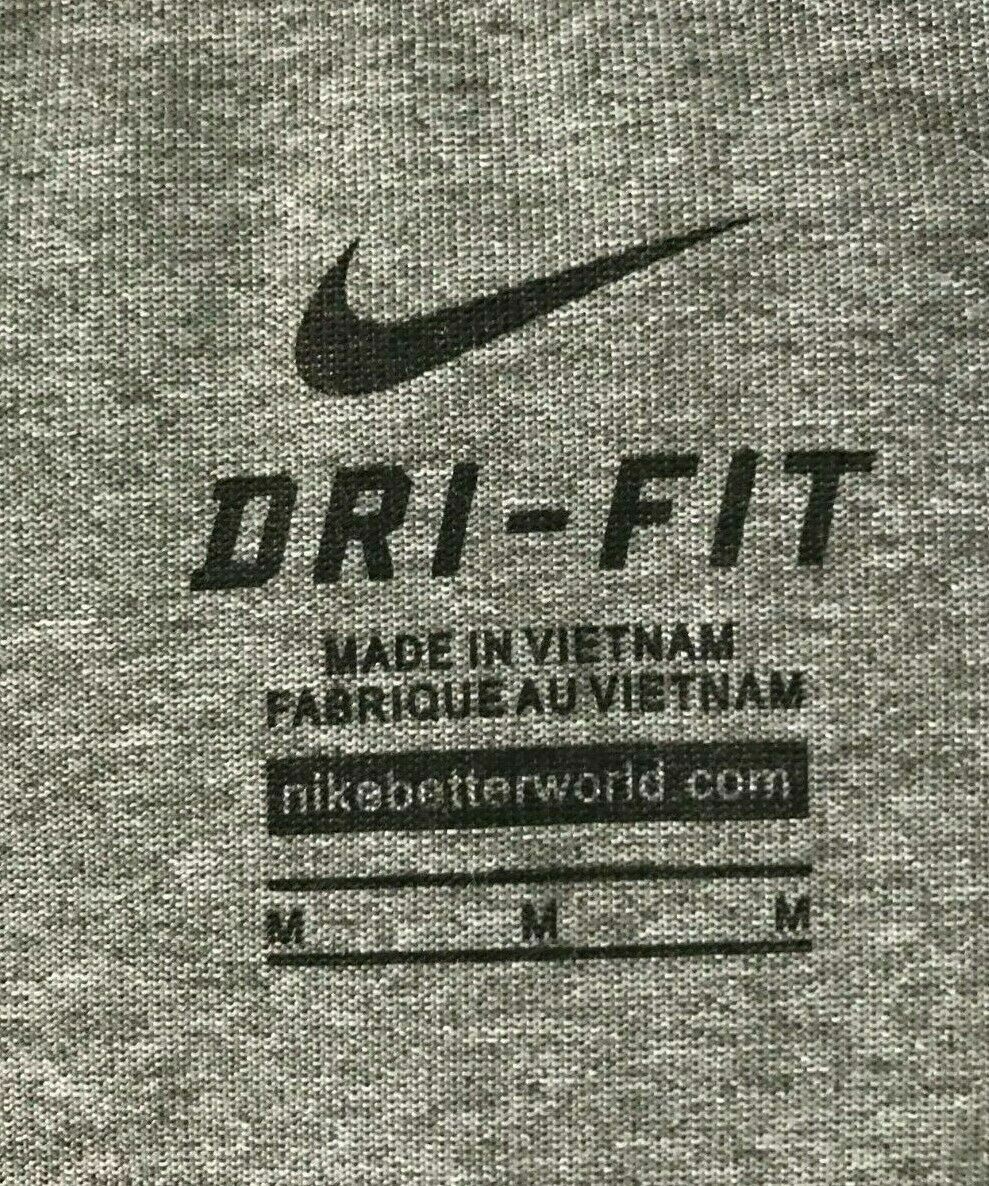 DRI-FIT
MADE IN VIETNAM
FABRIQUE AU VIETNAM
nikebetterworld.com
M M M